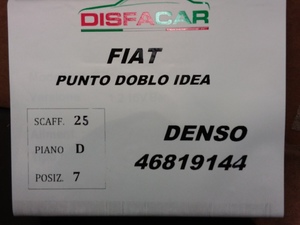 DISFACAR
FIAT
PUNTO DOBLO IDEA
SCAFF. 25
PIANO D
POSIZ. 7
DENSO
46819144